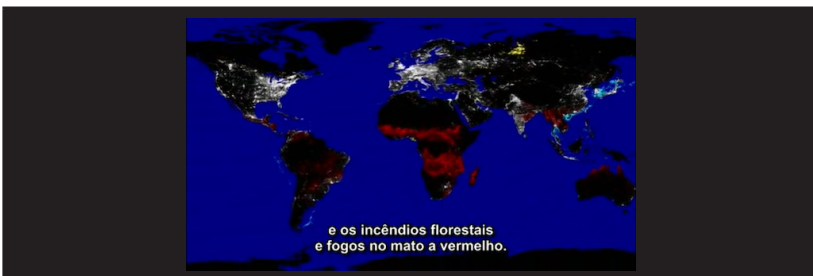 e os incêndios florestais
e fogos no mato a vermelho.